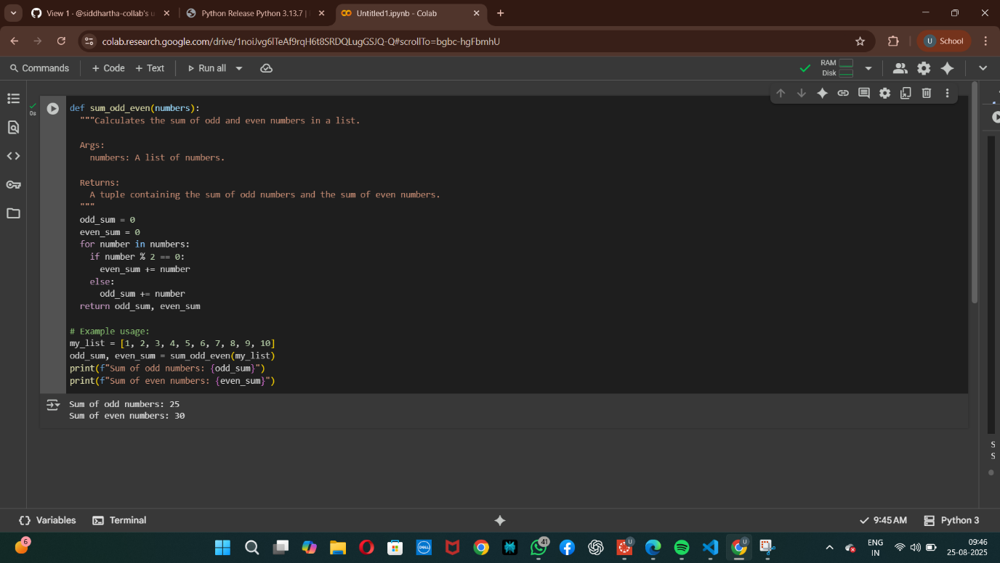 View 1 · @siddhartha-collab's u
Python Release Python 3.13.7 |
Untitled1.ipynb - Colab
colab.research.google.com/drive/1noiJvg6lTeAf9rqH6t8SRDQLugGSJQ-Q#scrollTo=bgbc-hgFbmhU
U School
Commands + Code + Text Run all
RAM
Disk
0s
def sum_odd_even(numbers):
"""Calculates the sum of odd and even numbers in a list.
Args:
numbers: A list of numbers.
Returns:
A tuple containing the sum of odd numbers and the sum of even numbers.
"""
odd_sum = 0
even_sum = 0
for number in numbers:
if number % 2 == 0:
even_sum += number
else:
odd_sum += number
return odd_sum, even_sum
# Example usage:
my_list = [1, 2, 3, 4, 5, 6, 7, 8, 9, 10]
odd_sum, even_sum = sum_odd_even(my_list)
print(f"Sum of odd numbers: {odd_sum}")
print(f"Sum of even numbers: {even_sum}")
Sum of odd numbers: 25
Sum of even numbers: 30
S
S
Variables Terminal
9:45 AM Python 3
6
DELL
41
U
U
ENG
IN
09:46
25-08-2025